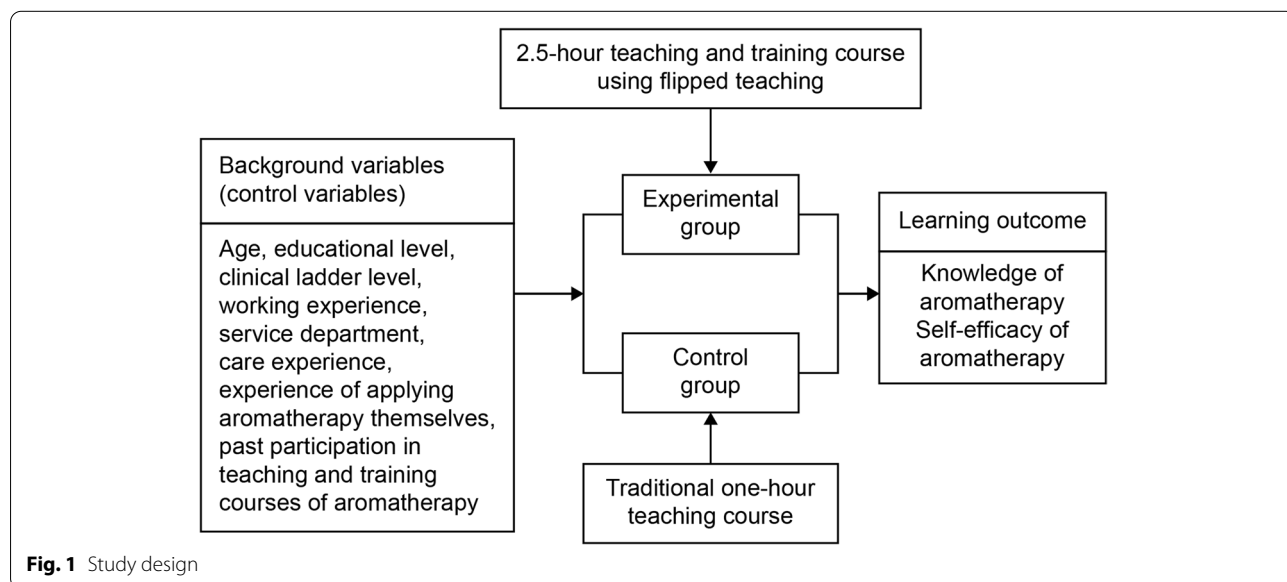 2.5-hour teaching and training course
using flipped teaching
Background variables
(control variables)
Age, educational level,
clinical ladder level,
working experience,
service department,
care experience,
experience of applying
aromatherapy themselves,
past participation in
teaching and training
courses of aromatherapy
Experimental
group
Control
group
Traditional one-hour
teaching course
Learning outcome
Knowledge of
aromatherapy
Self-efficacy of
aromatherapy
Fig. 1 Study design